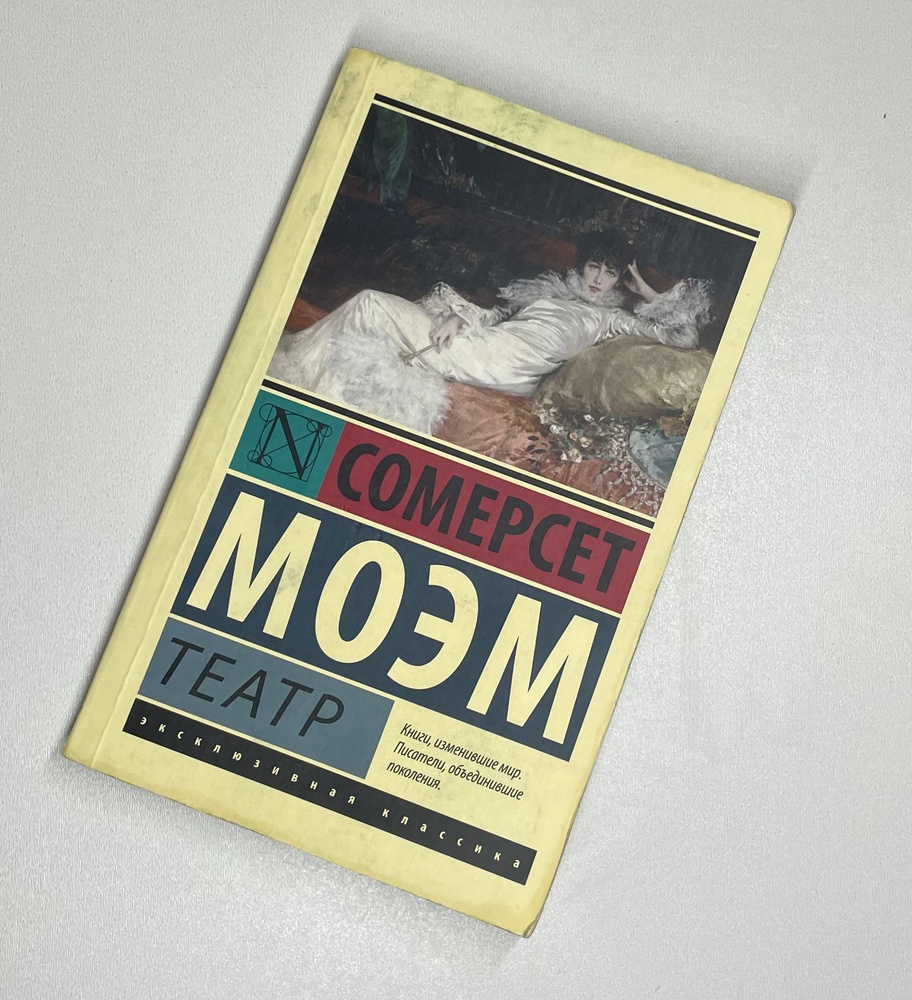 N
СОМЕРСЕТ
МОЭМ
ТЕАТР
Книги, изменившие мир.
Писатели, объединившие
поколения.
эксклюзивная классика